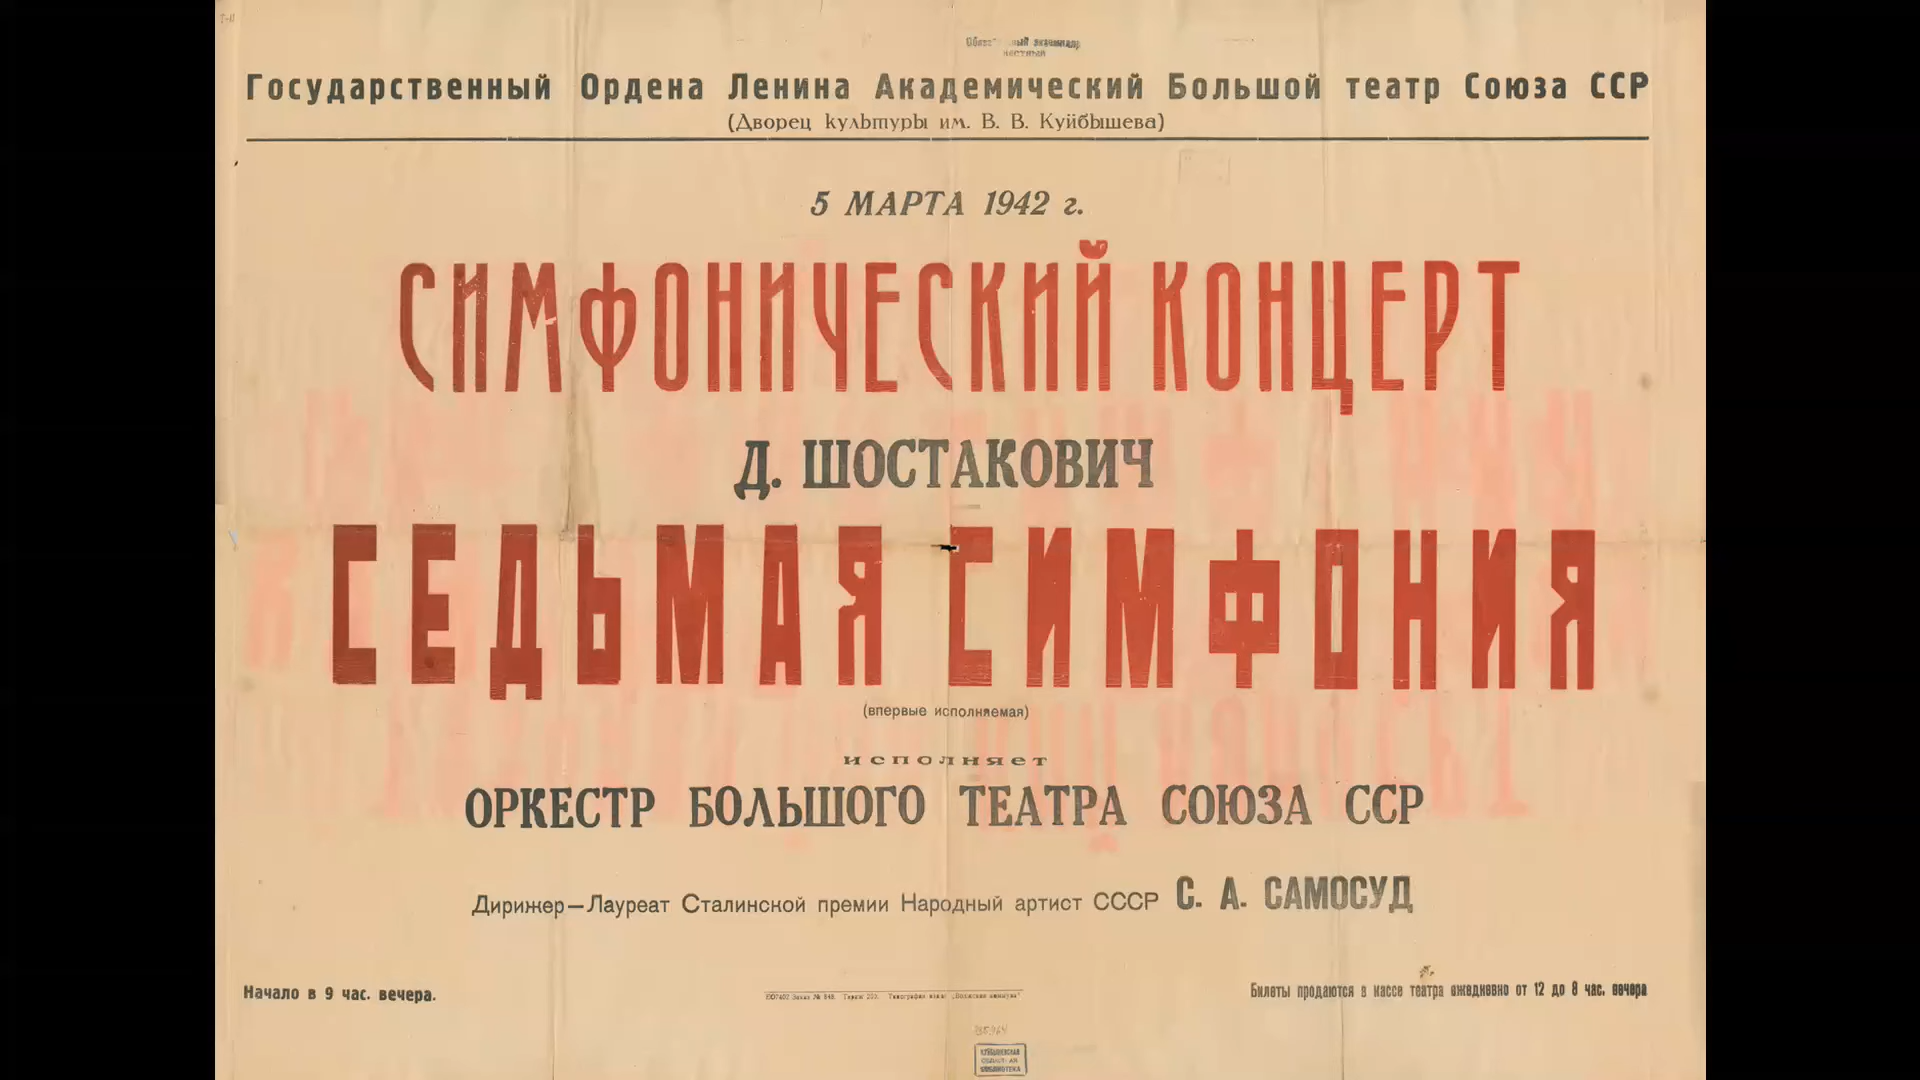 Государственный Ордена Ленина Академический Большой театр Союза ССР
(Дворец культуры им. В. В. Куйбышева)
5 МАРТА 1942 г.
СИМФОНИЧЕСКИЙ КОНЦЕРТ
Д. ШОСТАКОВИЧ
СЕДЬМАЯ СИМФОНИЯ
(впервые исполняемая)
исполняет
ОРКЕСТР БОЛЬШОГО ТЕАТРА СОЮЗА ССР
Дирижер—Лауреат Сталинской премии Народный артист СССР С. А. САМОСУД
Начало в 9 час. вечера.
Билеты продаются в кассе театра ежедневно от 12 до 8 час. вечера
КУЙБЫШЕВСКАЯ
БИБЛИОТЕКА